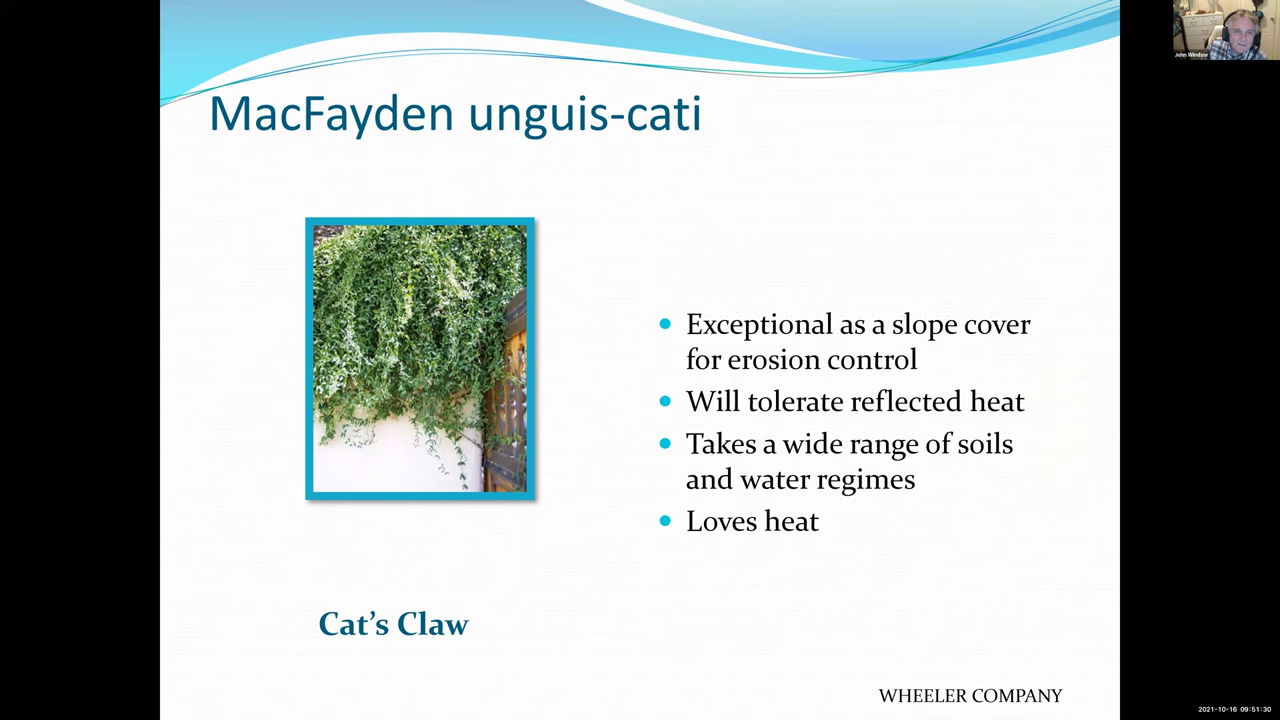 John Windsor
MacFayden unguis-cati
Exceptional as a slope cover
for erosion control
Will tolerate reflected heat
Takes a wide range of soils
and water regimes
Loves heat
Cat's Claw
WHEELER COMPANY
2021-10-16 09:51:30